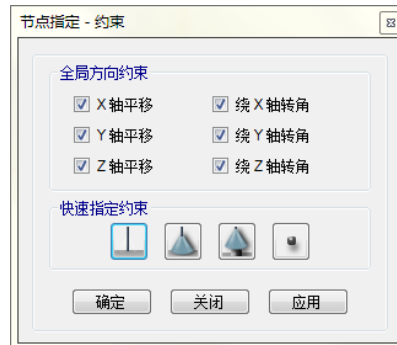 节点指定 - 约束
全局方向约束
X 轴平移 绕 X 轴转角
Y 轴平移 绕 Y 轴转角
Z 轴平移 绕 Z 轴转角
快速指定约束
确定 关闭 应用